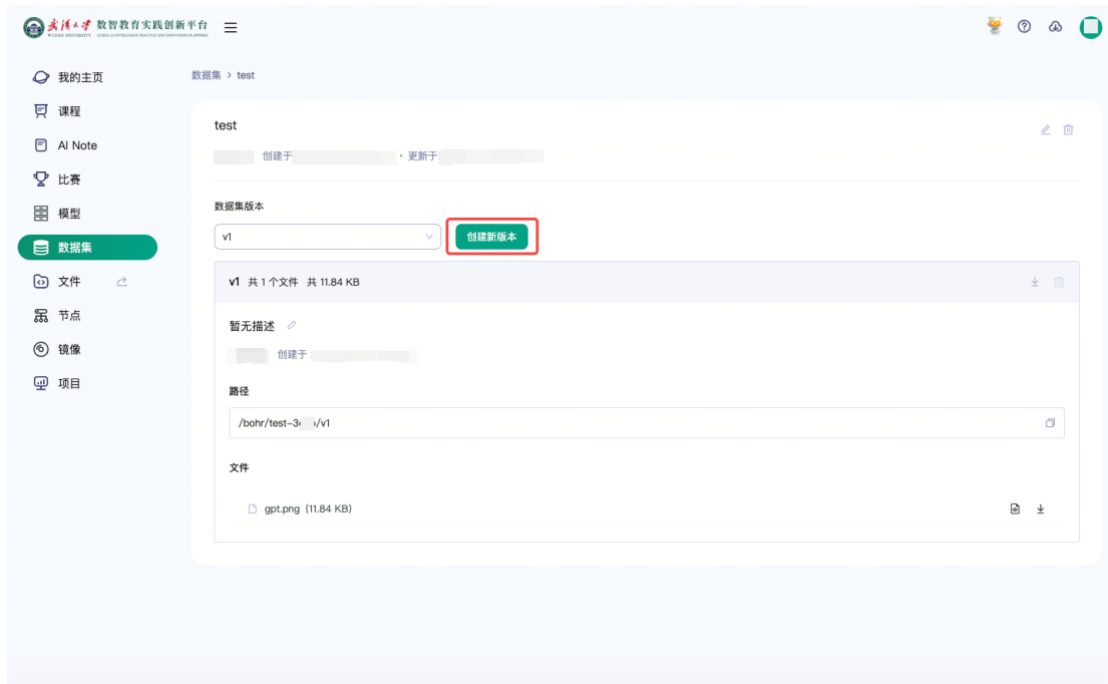 武汉大学 数智教育实践创新平台
我的主页
课程
AI Note
比赛
模型
数据集
文件
节点
镜像
项目
数据集 > test
test
创建于 · 更新于
数据集版本
v1 创建新版本
v1 共 1 个文件 共 11.84 KB
暂无描述
创建于
路径
/bohr/test-3 /v1
文件
gpt.png (11.84 KB)